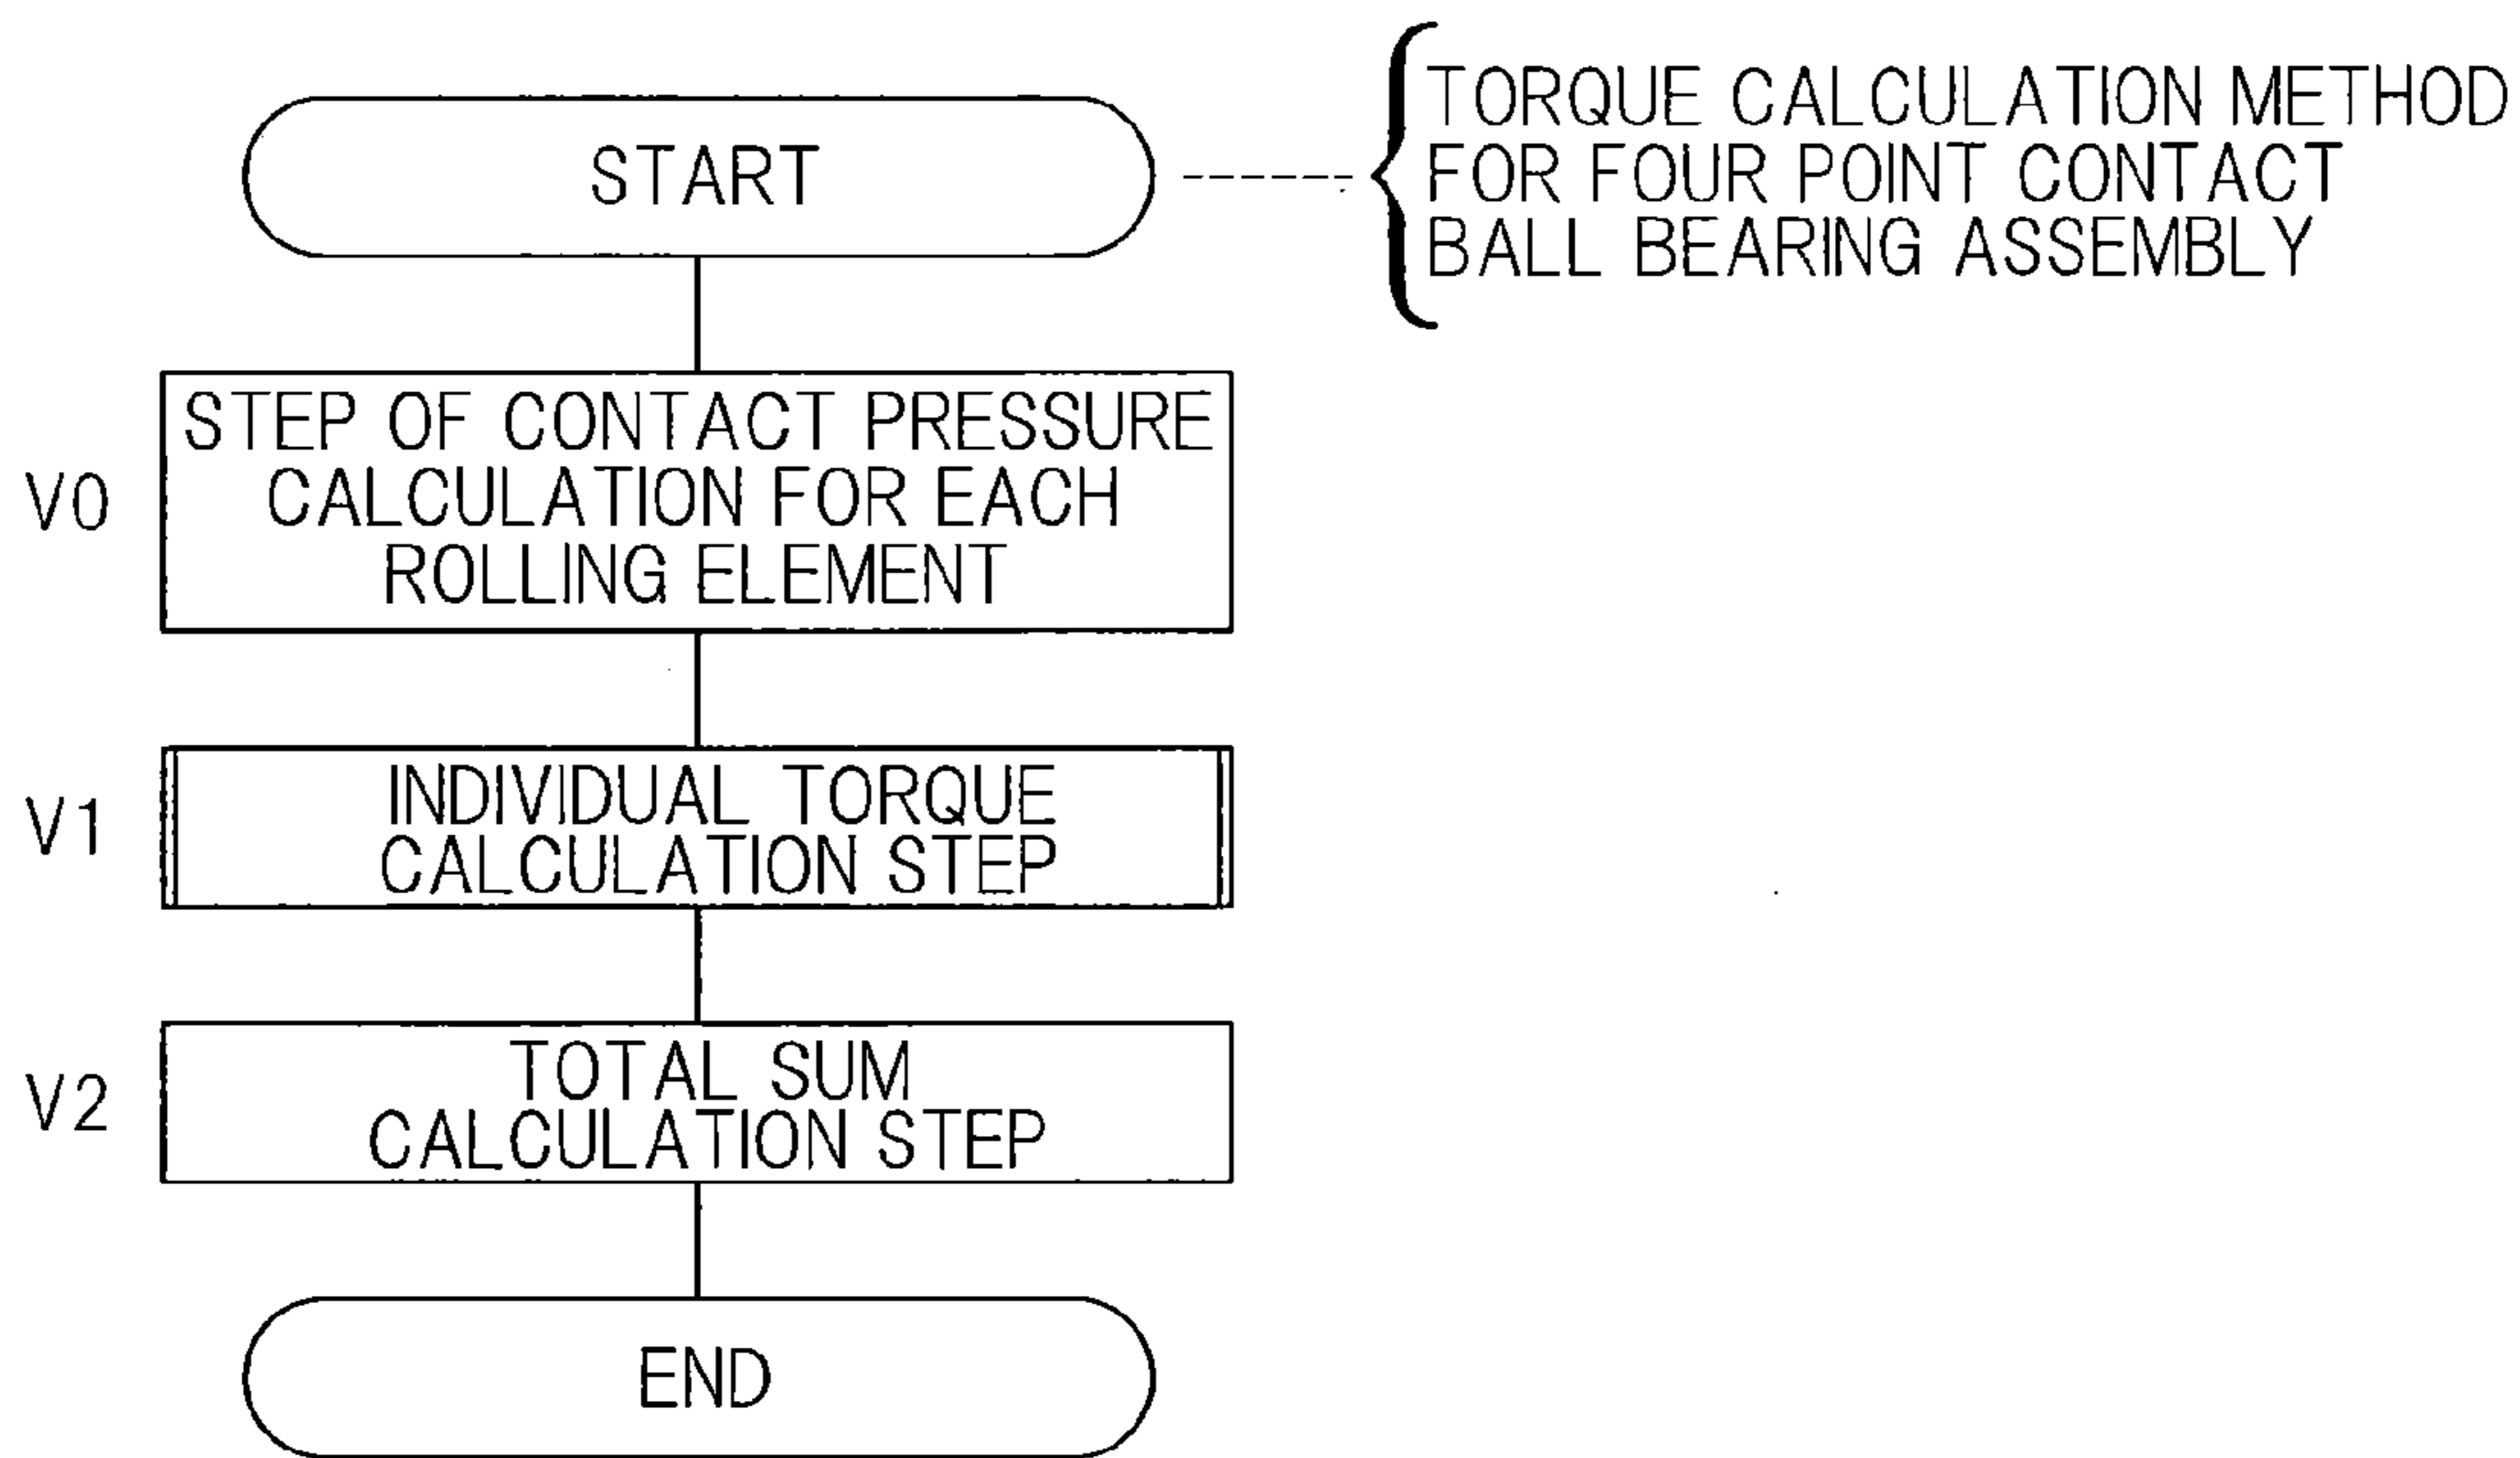 START
TORQUE CALCULATION METHOD
FOR FOUR POINT CONTACT
BALL BEARING ASSEMBLY
V0
STEP OF CONTACT PRESSURE
CALCULATION FOR EACH
ROLLING ELEMENT
V1
INDIVIDUAL TORQUE
CALCULATION STEP
V2
TOTAL SUM
CALCULATION STEP
END